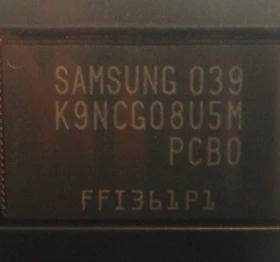 SAMSUNG 039
K9NCG08U5M
PCB0
FFI361P1